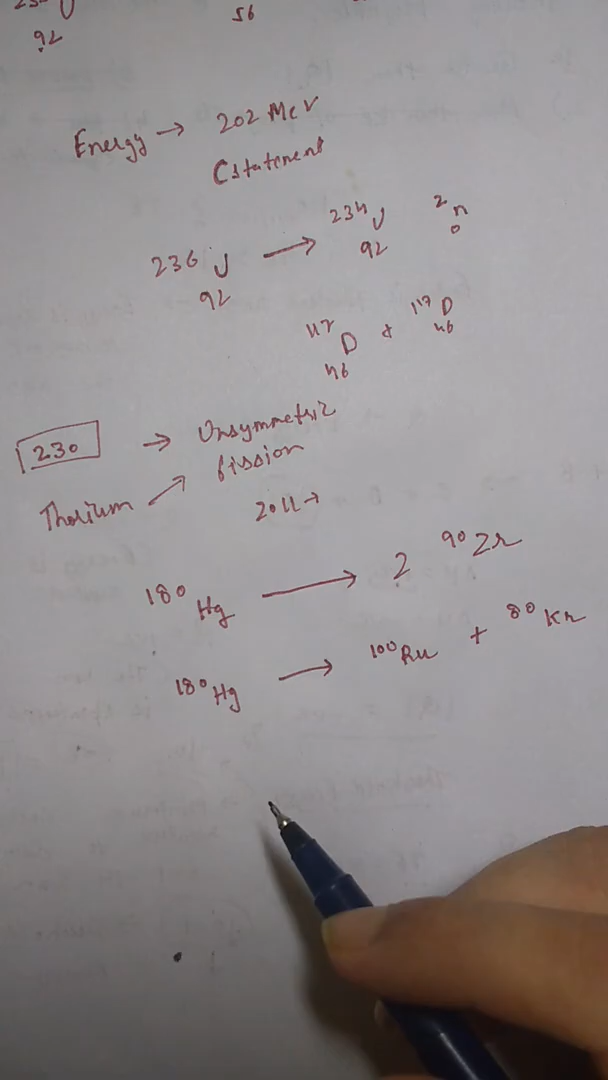 92
56
Energy → 202 MeV
(statement
236 U → 234 U 2 n
92 92 0
117 D + 117 D
46 46
230 → Unsymmetric
fission
Thorium
2011 →
180 Hg → 2 90 Zr
180 Hg → 100 Ru + 80 Kr